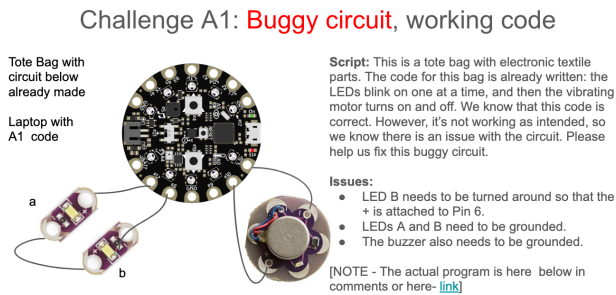 Challenge A1: Buggy circuit, working code
Tote Bag with
circuit below
already made
Laptop with
A1 code
a
b
Script: This is a tote bag with electronic textile
parts. The code for this bag is already written: the
LEDs blink on one at a time, and then the vibrating
motor turns on and off. We know that this code is
correct. However, it's not working as intended, so
we know there is an issue with the circuit. Please
help us fix this buggy circuit.
Issues:
● LED B needs to be turned around so that the
+ is attached to Pin 6.
● LEDs A and B need to be grounded.
● The buzzer also needs to be grounded.
[NOTE - The actual program is here below in
comments or here- link]